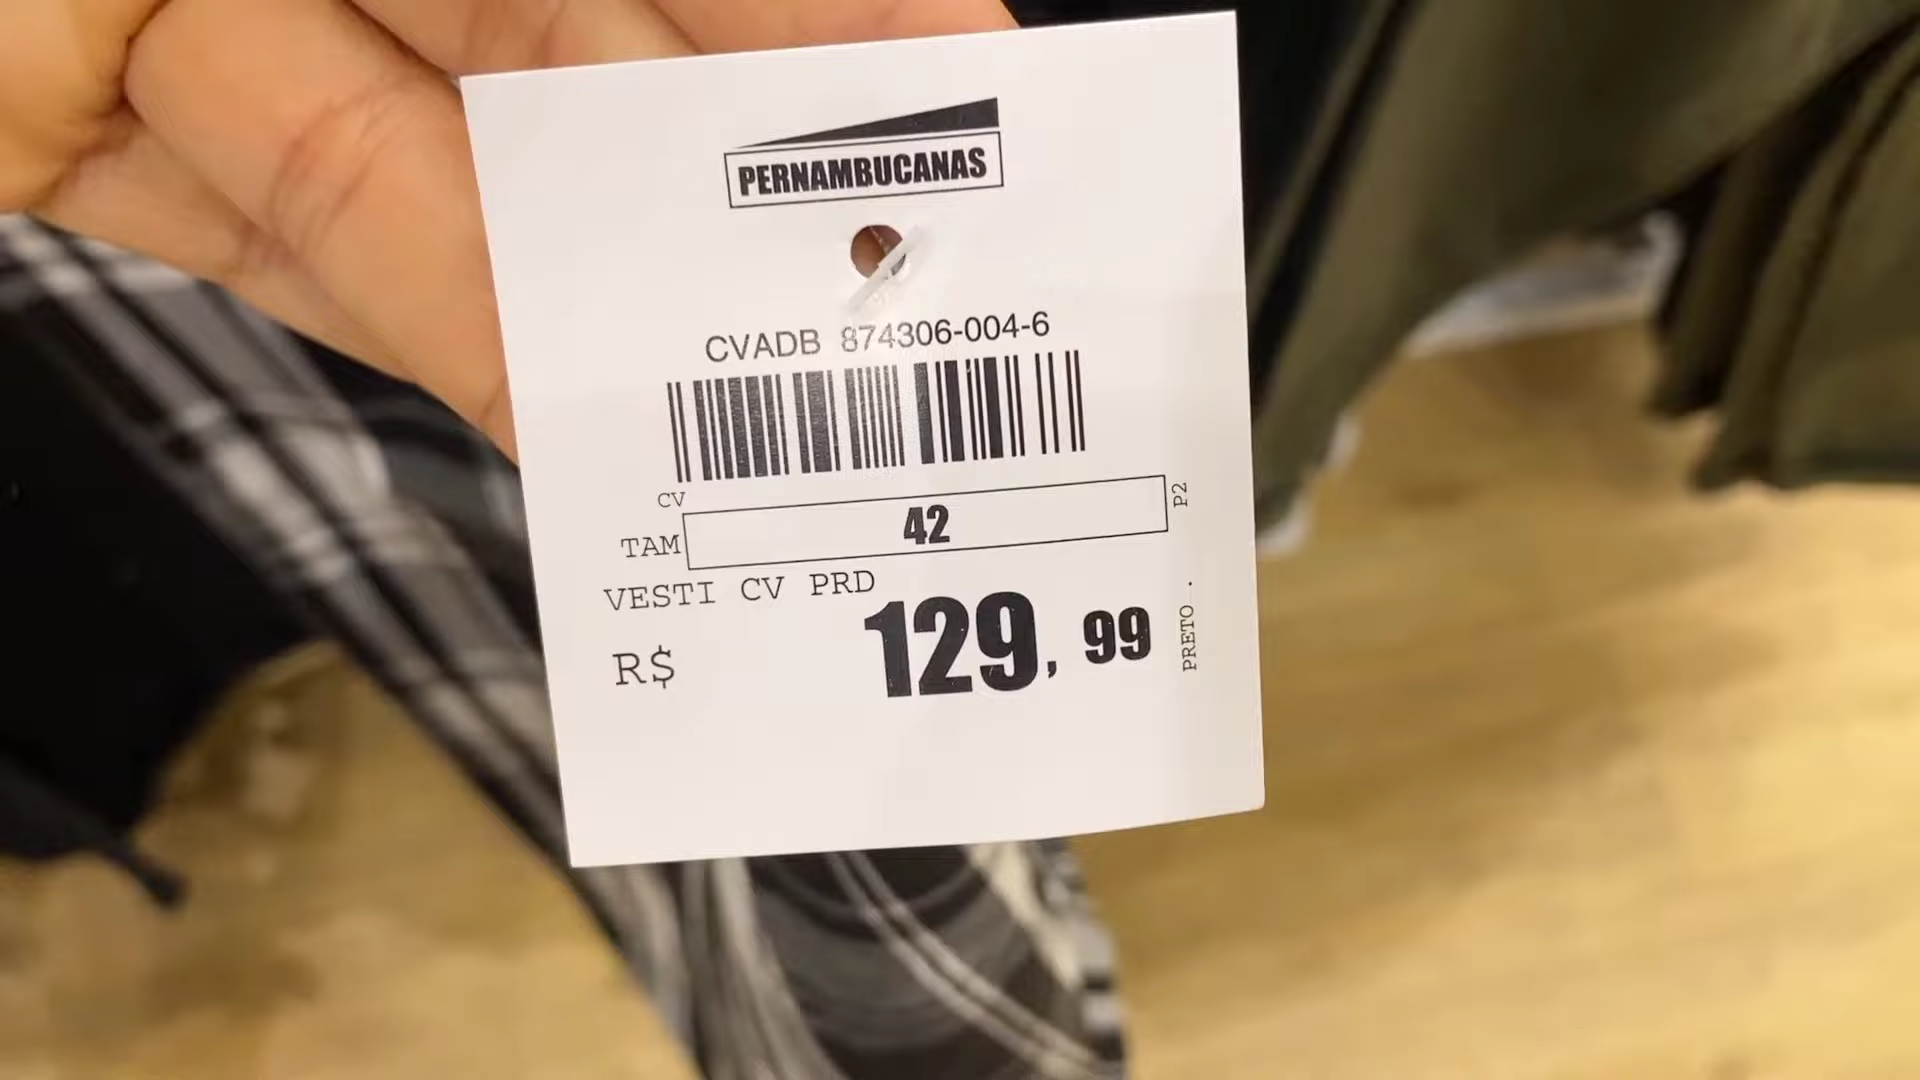 PERNAMBUCANAS
CVADB 874306-004-6
CV
P2
TAM 42
VESTI CV PRD
R$ 129,99
PRETO..